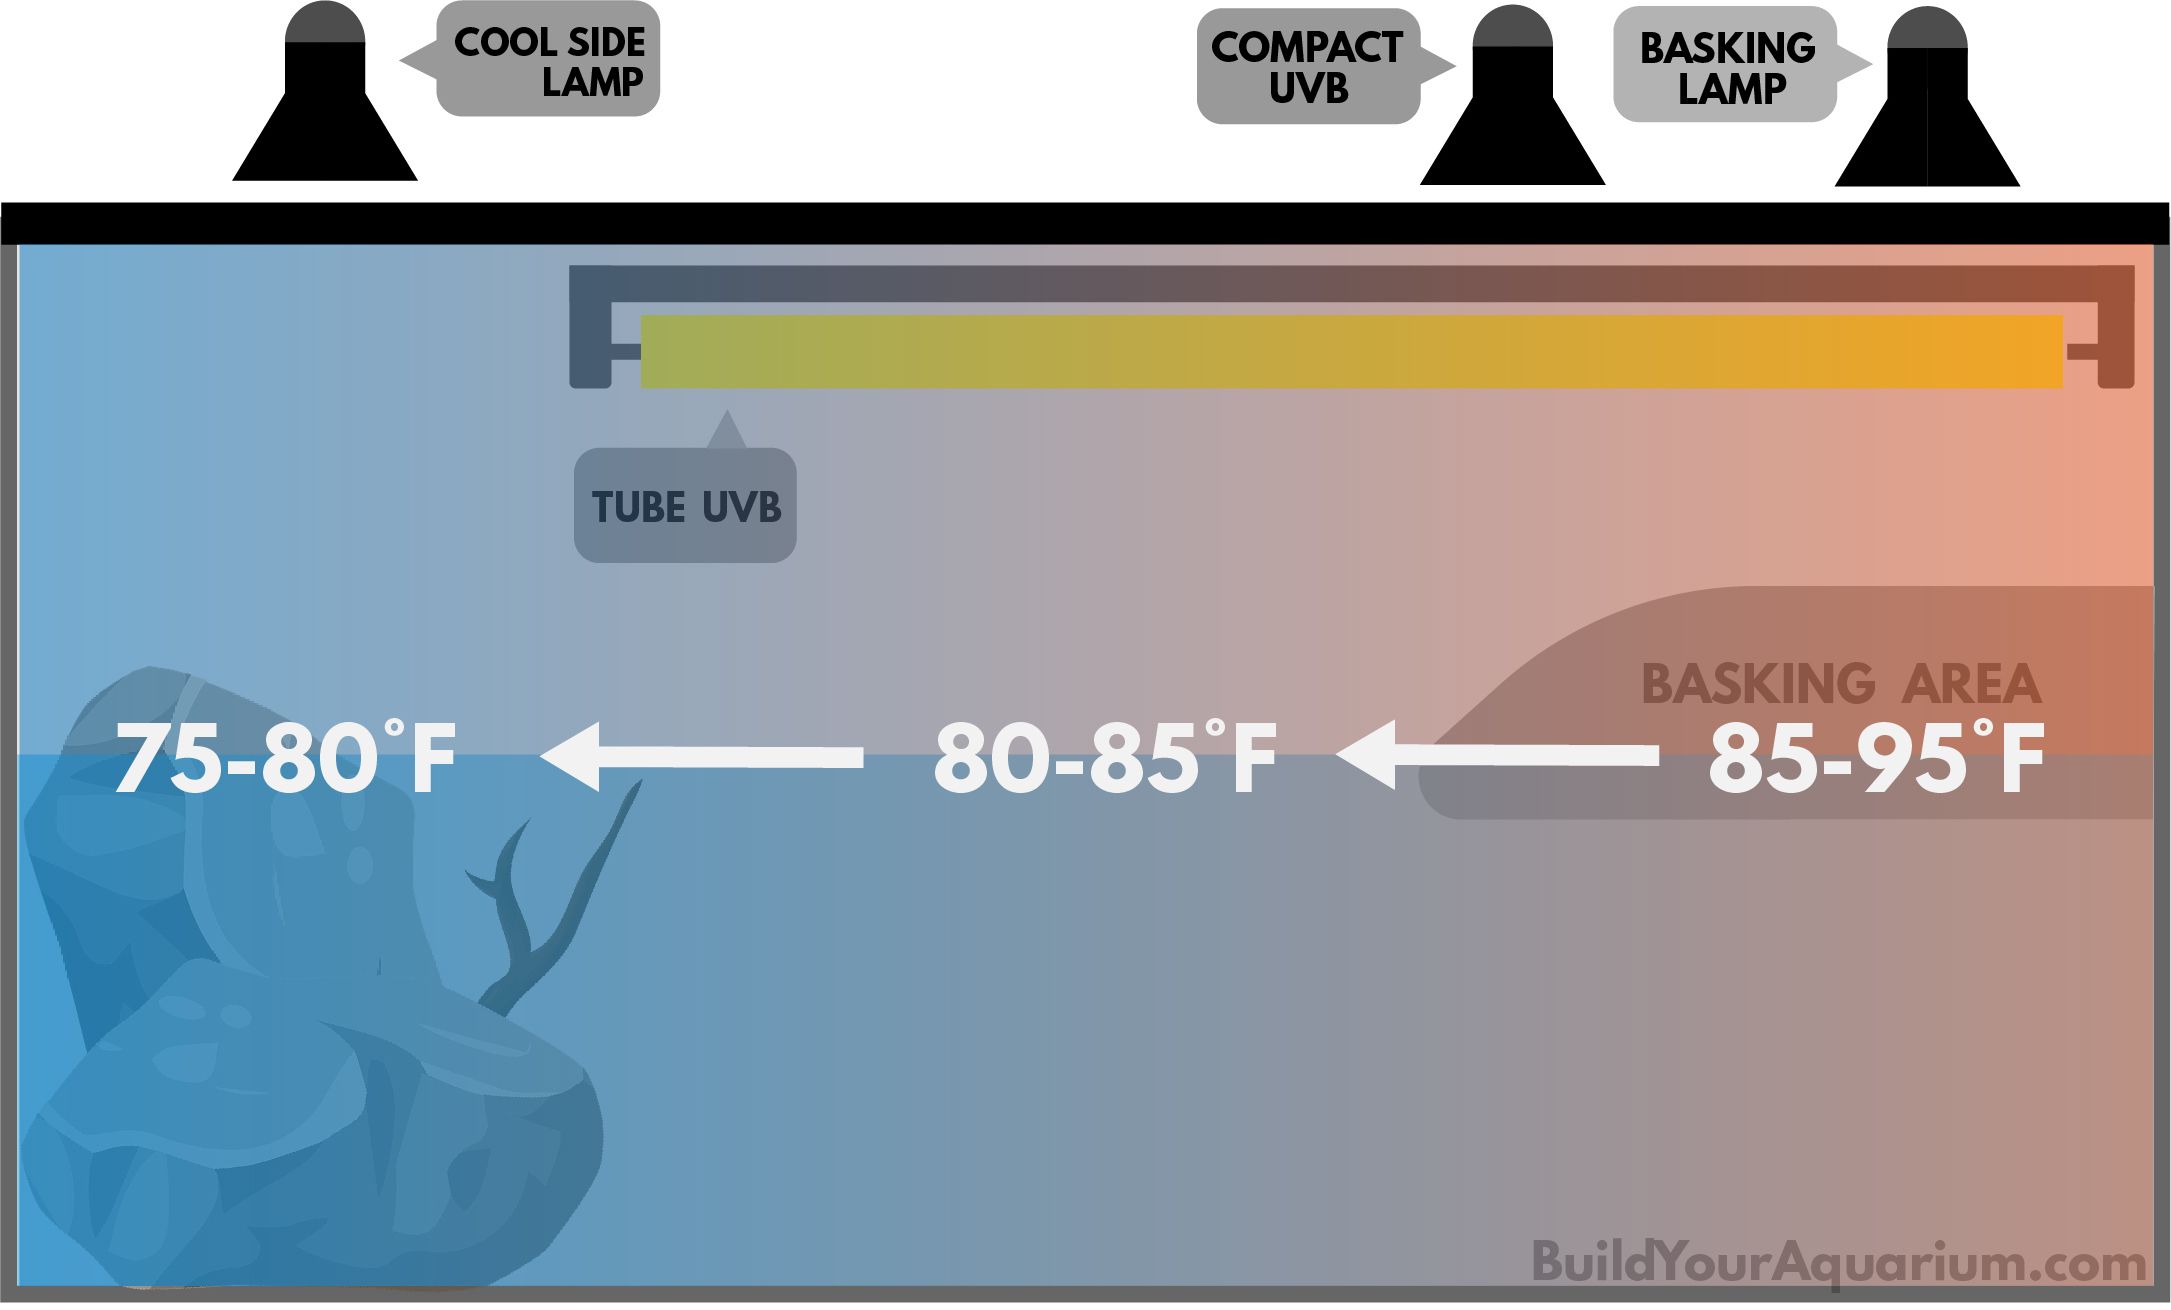 COOL SIDE
LAMP
COMPACT
UVB
BASKING
LAMP
TUBE UVB
BASKING AREA
75-80°F
80-85°F
85-95°F
BuildYourAquarium.com